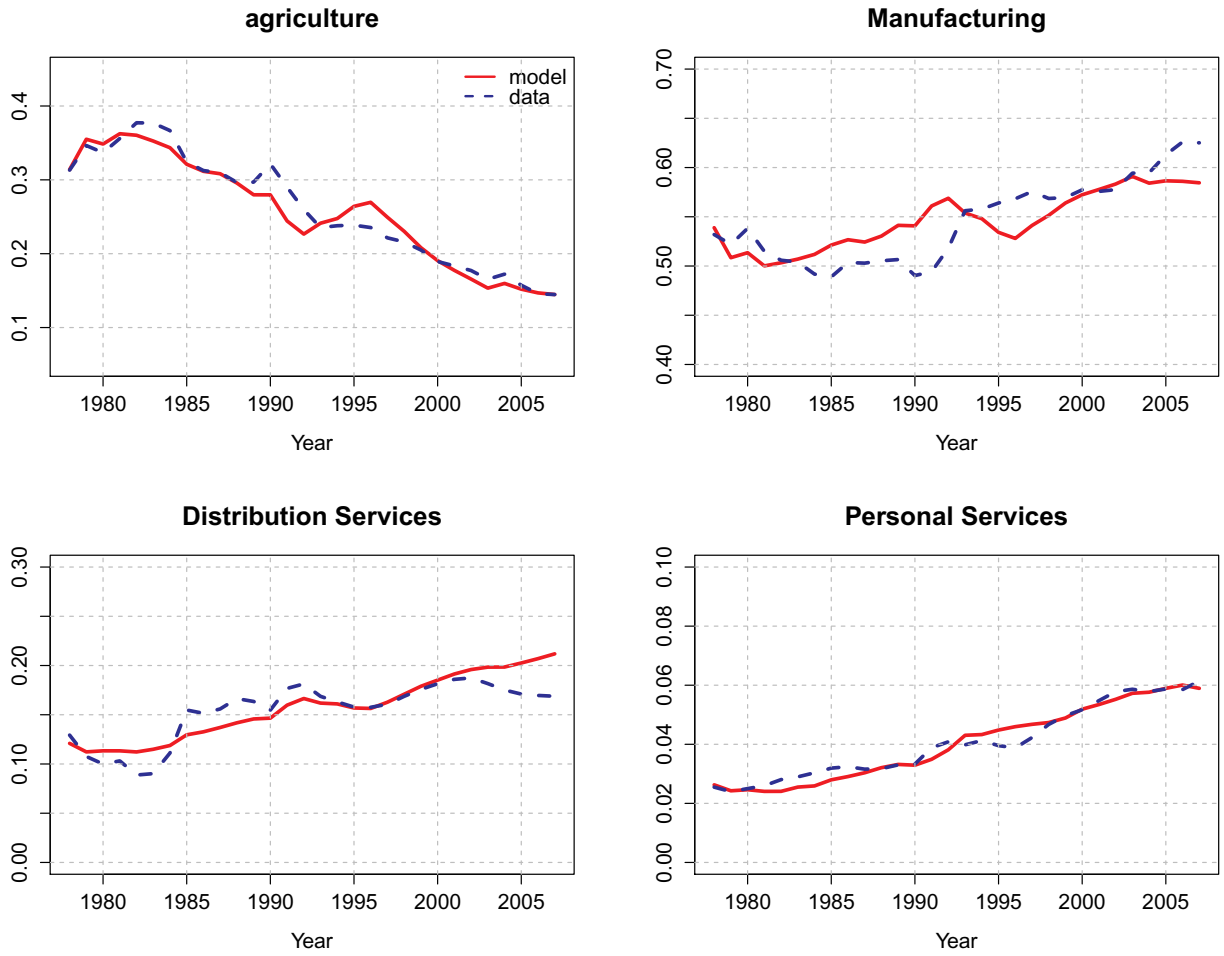 agriculture
model
data
0.4
0.3
0.2
0.1
1980 1985 1990 1995 2000 2005
Year
Manufacturing
0.70
0.60
0.50
0.40
1980 1985 1990 1995 2000 2005
Year
Distribution Services
0.30
0.20
0.10
0.00
1980 1985 1990 1995 2000 2005
Year
Personal Services
0.10
0.08
0.06
0.04
0.02
0.00
1980 1985 1990 1995 2000 2005
Year